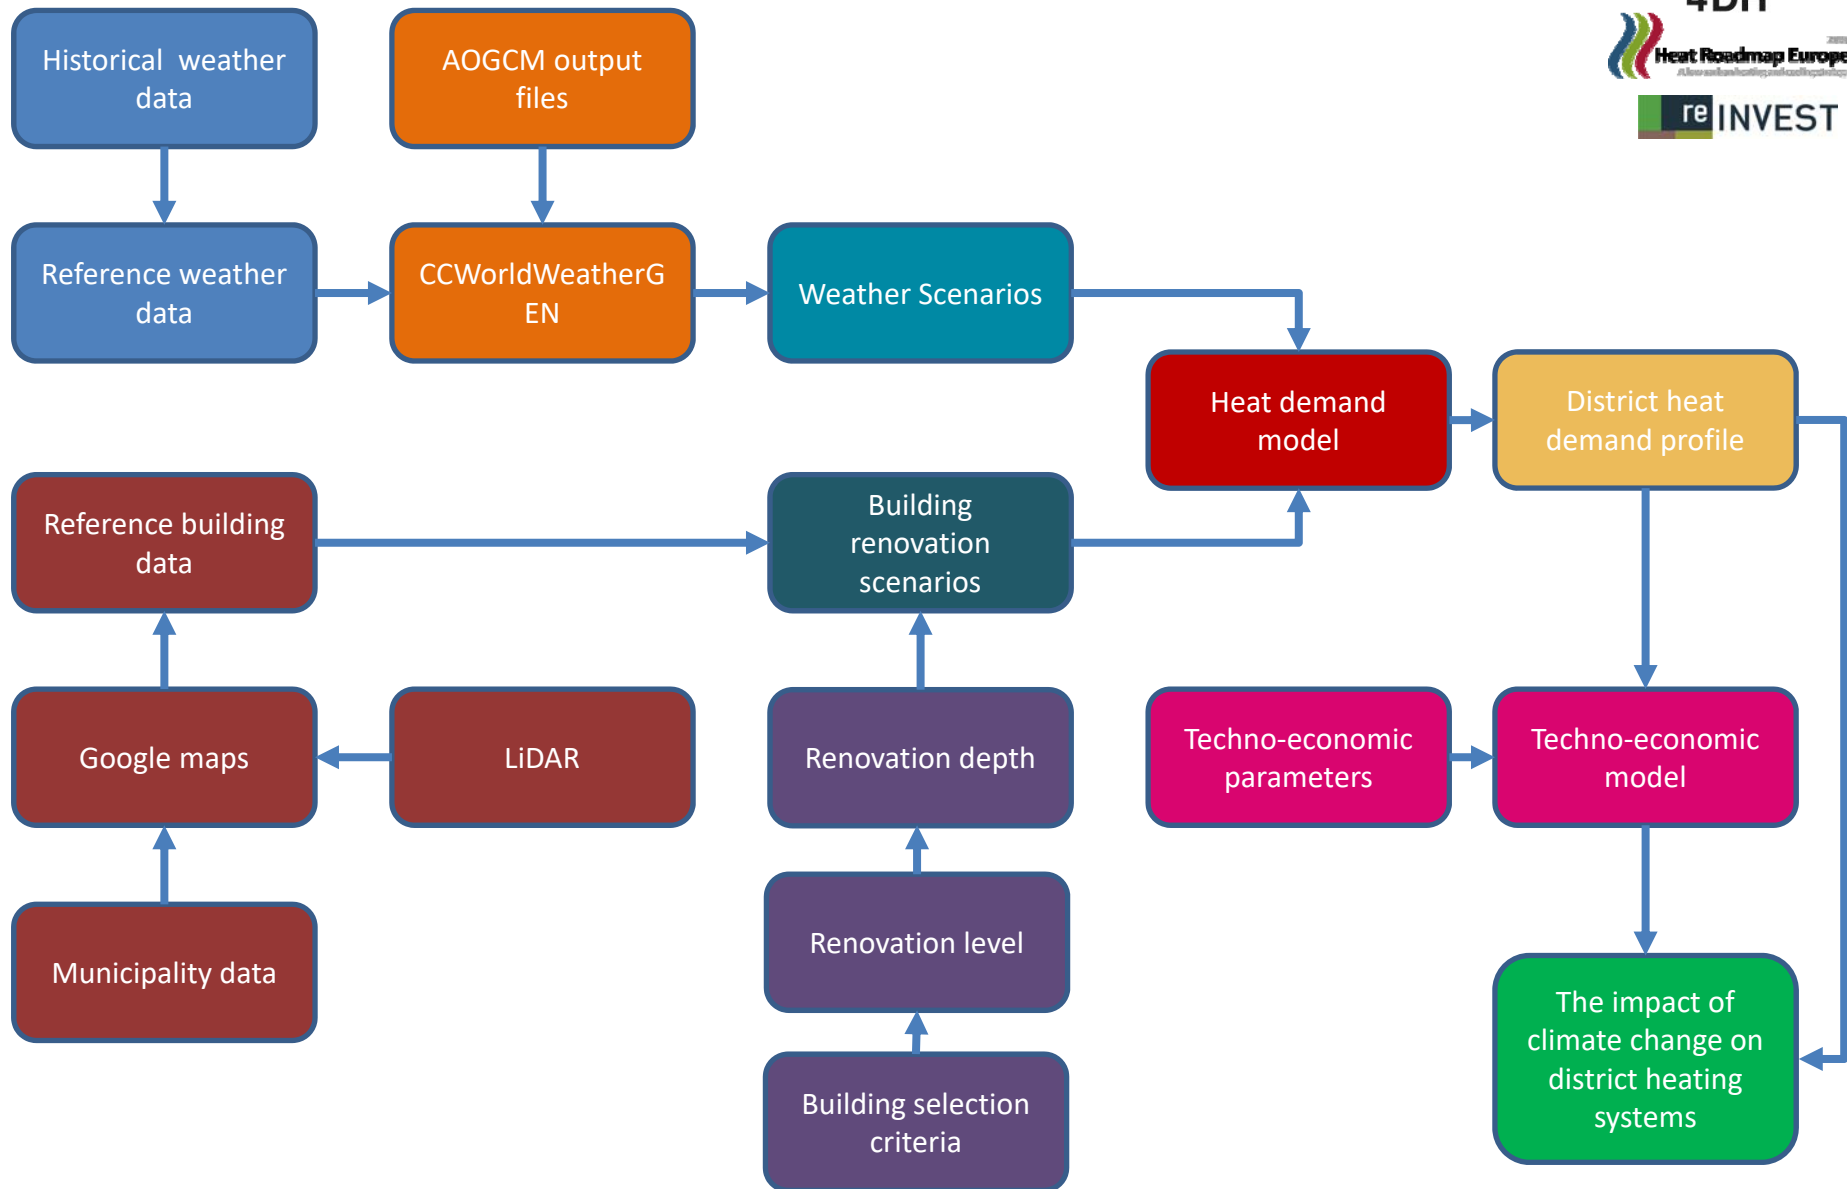 Historical weather
data
AOGCM output
files
Heat Roadmap Europe
re INVEST
Reference weather
data
CCWorldWeatherG
EN
Weather Scenarios
Heat demand
model
District heat
demand profile
Reference building
data
Building
renovation
scenarios
Google maps
LiDAR
Renovation depth
Techno-economic
parameters
Techno-economic
model
Municipality data
Renovation level
The impact of
climate change on
district heating
systems
Building selection
criteria